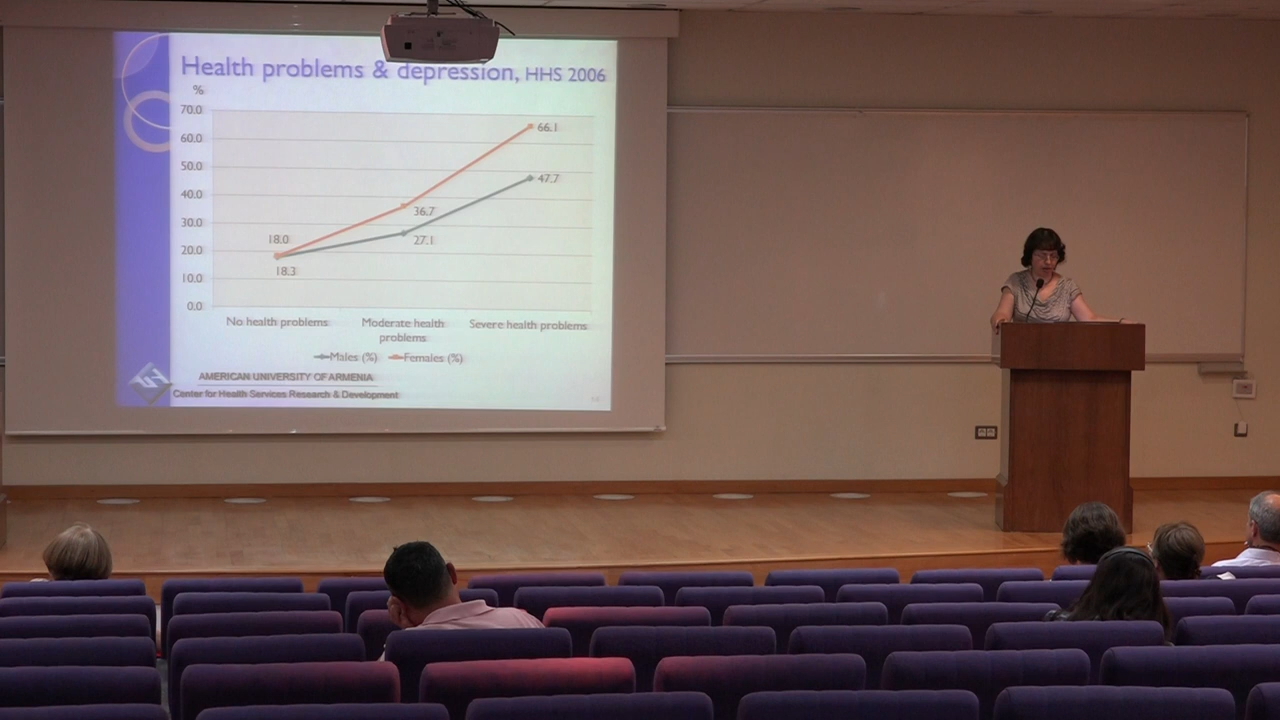 Health problems & depression, HHS 2006
%
70.0
60.0
50.0
40.0
30.0
20.0
10.0
0.0
66.1
47.7
36.7
27.1
18.0
18.3
No health problems
Moderate health
problems
Severe health problems
Males (%) Females (%)
AMERICAN UNIVERSITY OF ARMENIA
Center for Health Services Research & Development